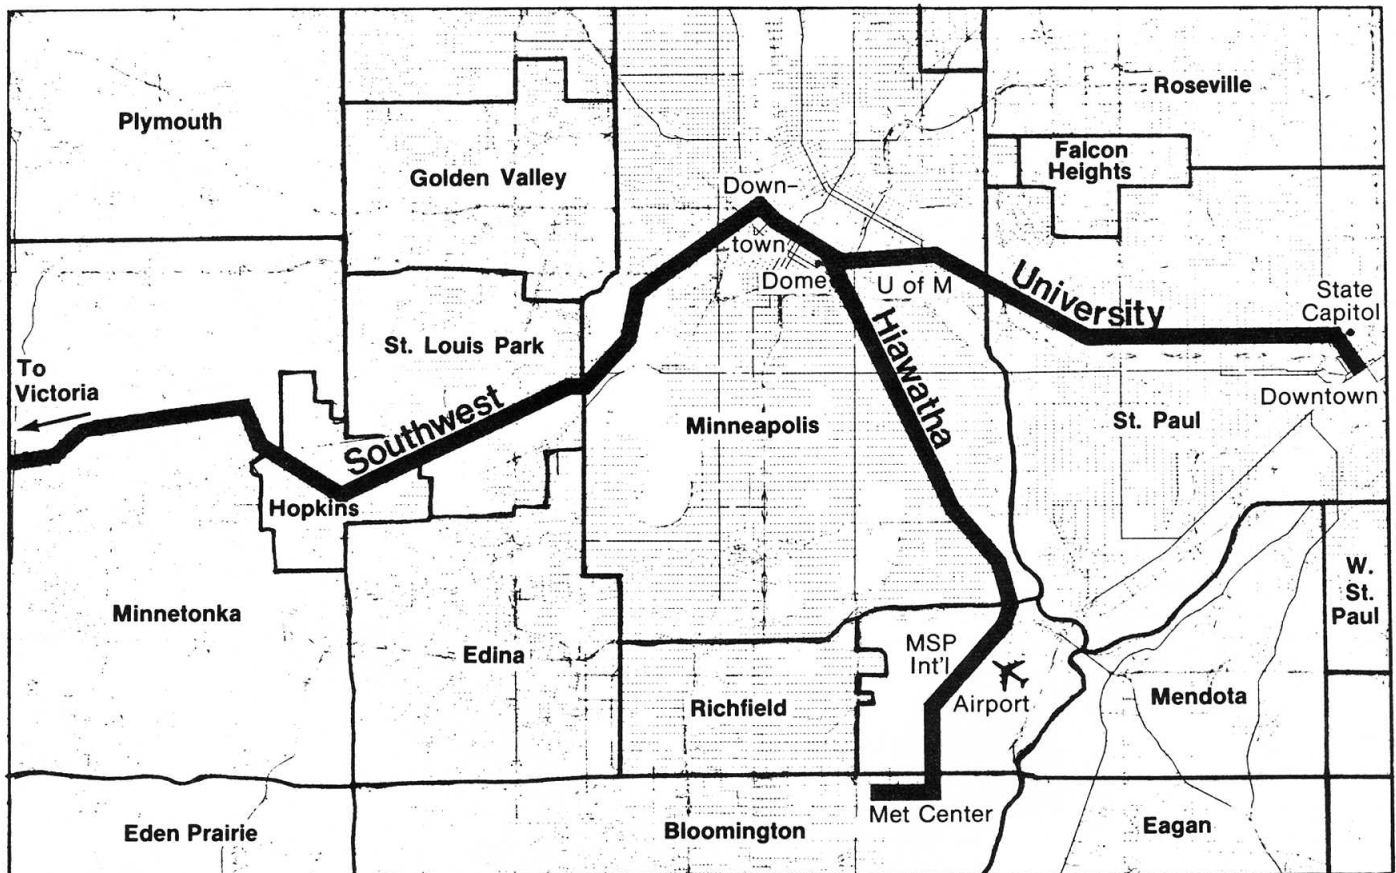 Roseville
Plymouth
Falcon
Heights
Golden Valley
Down-
town
Dome
U of M
University
State
Capitol
Hiawatha
St. Louis Park
To
Victoria
Southwest
Downtown
Minneapolis
St. Paul
Hopkins
W.
St.
Paul
Minnetonka
Edina
MSP
Int'l
Airport
Richfield
Mendota
Met Center
Eden Prairie
Bloomington
Eagan